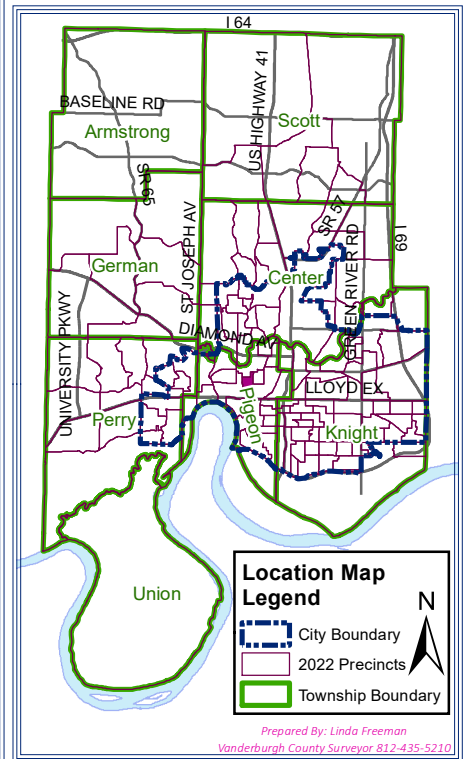 I 64
US HIGHWAY 41
BASELINE RD
Scott
Armstrong
SR 65
ST JOSEPH AV
SR 57
GREEN RIVER RD
I 69
German
Center
UNIVERSITY PKWY
DIAMOND AV
LLOYD EX
Perry
Pigeon
Knight
Union
Location Map
Legend
N
City Boundary
2022 Precincts
Township Boundary
Prepared By: Linda Freeman
Vanderburgh County Surveyor 812-435-5210